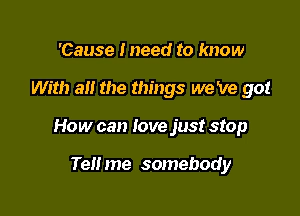 'Cause I need to know
With all the things we've got
How can love just stop
Tell me somebody